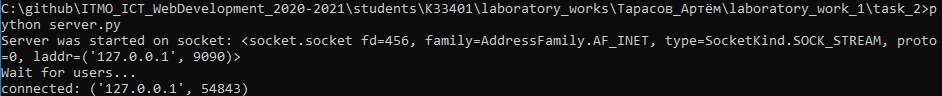 C:\github\ITMO_ICT_WebDevelopment_2020-2021\students\K33401\laboratory_works\Тарасов_Артём\laboratory_work_1\task_2>p
ython server.py
Server was started on socket: <socket.socket fd=456, family=AddressFamily.AF_INET, type=SocketKind.SOCK_STREAM, proto
=0, laddr=('127.0.0.1', 9090)>
Wait for users...
connected: ('127.0.0.1', 54843)